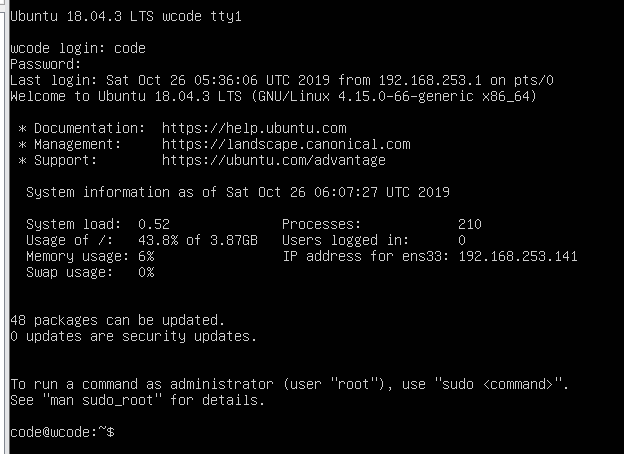 Ubuntu 18.04.3 LTS wcode tty1
wcode login: code
Password:
Last login: Sat Oct 26 05:36:06 UTC 2019 from 192.168.253.1 on pts/0
Welcome to Ubuntu 18.04.3 LTS (GNU/Linux 4.15.0-66-generic x86_64)
* Documentation:  https://help.ubuntu.com
* Management:     https://landscape.canonical.com
* Support:        https://ubuntu.com/advantage
System information as of Sat Oct 26 06:07:27 UTC 2019
System load:  0.52              Processes:            210
Usage of /:   43.8% of 3.87GB   Users logged in:      0
Memory usage: 6%                IP address for ens33: 192.168.253.141
Swap usage:   0%
48 packages can be updated.
0 updates are security updates.
To run a command as administrator (user "root"), use "sudo <command>".
See "man sudo_root" for details.
code@wcode:~$